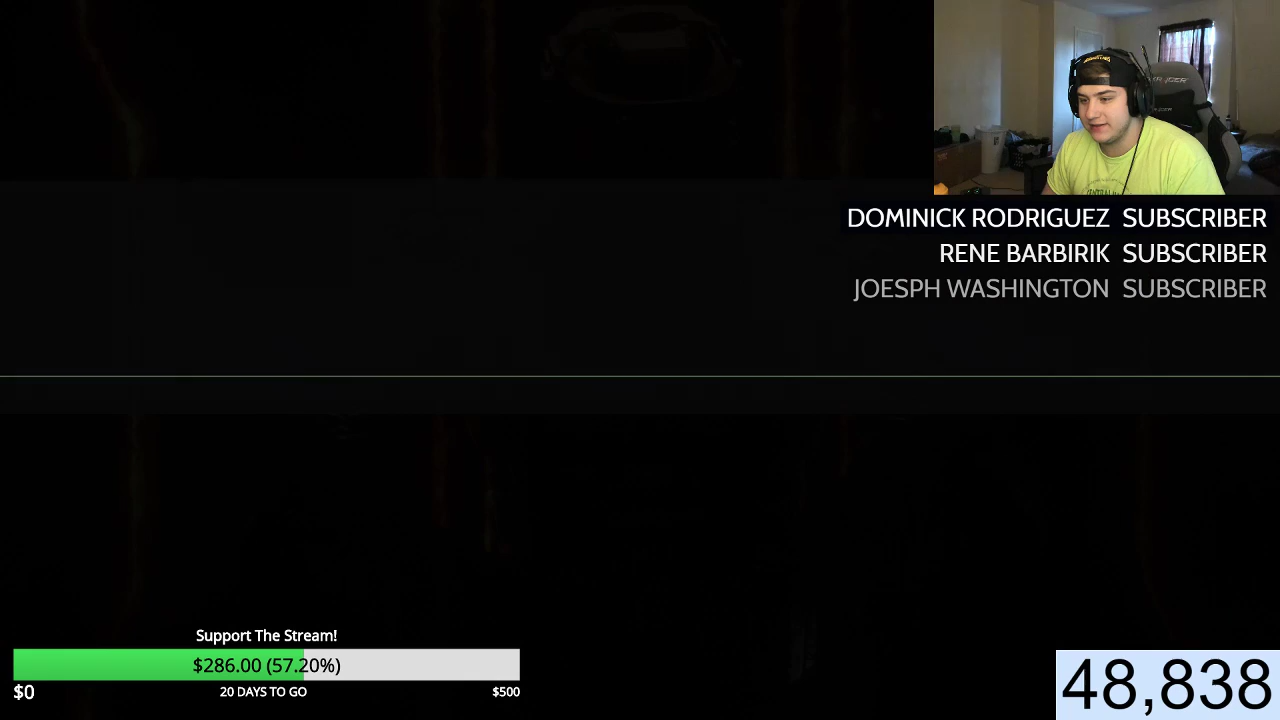 DOMINICK RODRIGUEZ SUBSCRIBER
RENE BARBIRIK SUBSCRIBER
JOESPH WASHINGTON SUBSCRIBER
Support The Stream!
$286.00 (57.20%)
$0 20 DAYS TO GO $500
48,838